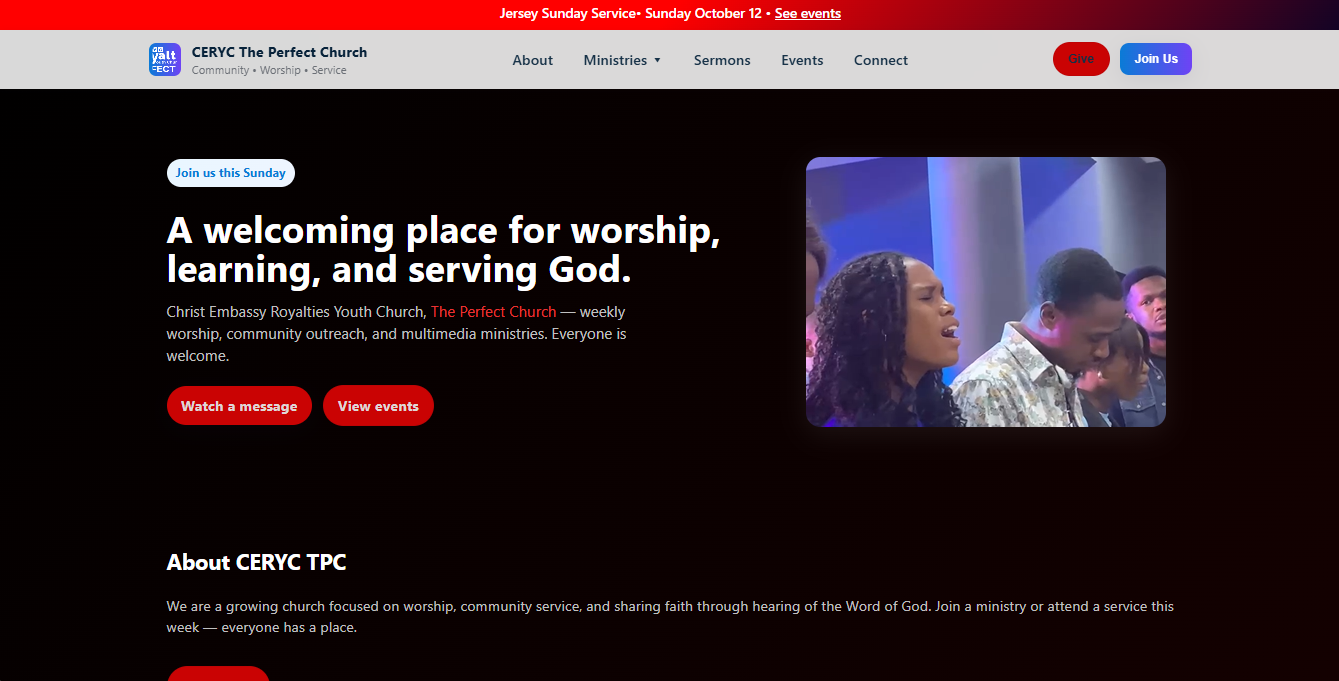 Jersey Sunday Service• Sunday October 12 • See events
CERYC The Perfect Church
Community • Worship • Service
About
Ministries ▼
Sermons
Events
Connect
Give
Join Us
Join us this Sunday
A welcoming place for worship,
learning, and serving God.
Christ Embassy Royalties Youth Church, The Perfect Church — weekly
worship, community outreach, and multimedia ministries. Everyone is
welcome.
Watch a message
View events
About CERYC TPC
We are a growing church focused on worship, community service, and sharing faith through hearing of the Word of God. Join a ministry or attend a service this
week — everyone has a place.